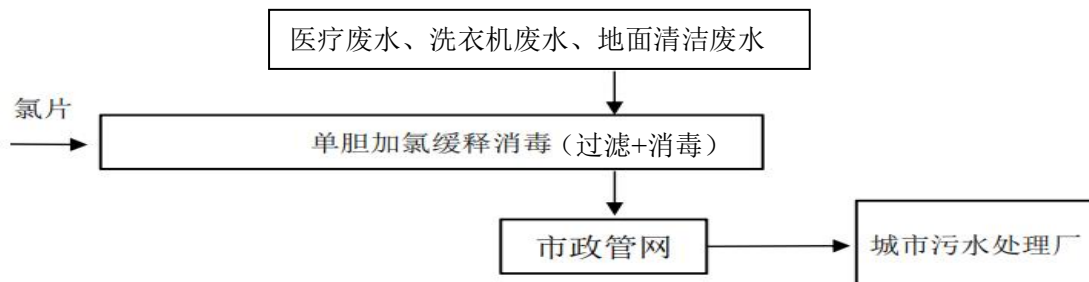 医疗废水、洗衣机废水、地面清洁废水
氯片
单胆加氯缓释消毒（过滤+消毒）
市政管网
城市污水处理厂